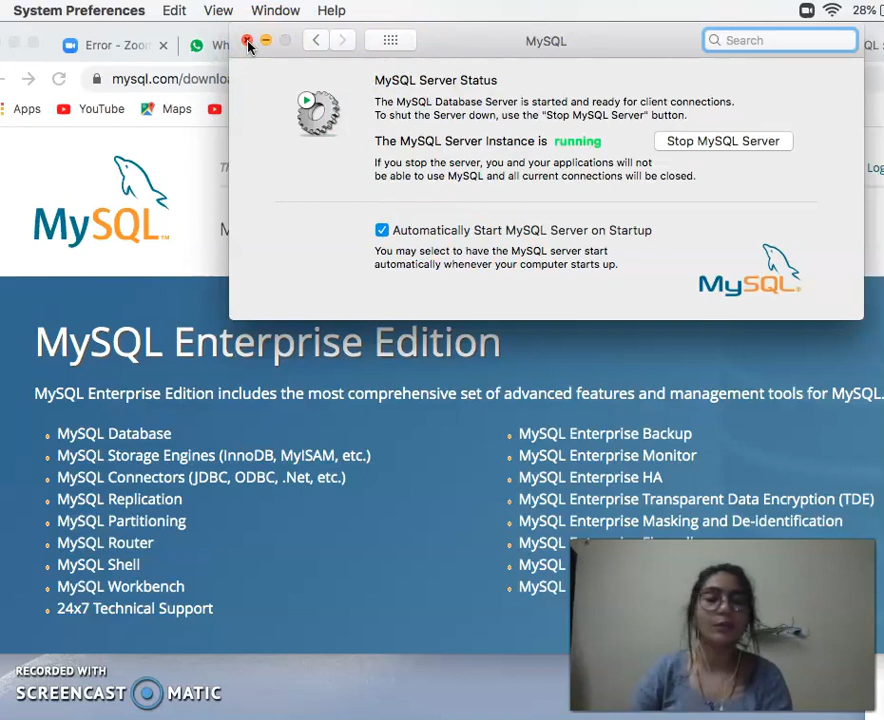 System Preferences Edit View Window Help 28%
MySQL
Search
Error - Zoo
Wh
QL
mysql.com/downlo
Apps YouTube Maps
MySQL Server Status
The MySQL Database Server is started and ready for client connections.
To shut the Server down, use the "Stop MySQL Server" button.
The MySQL Server Instance is running
Stop MySQL Server
If you stop the server, you and your applications will not
be able to use MySQL and all current connections will be closed.
Automatically Start MySQL Server on Startup
You may select to have the MySQL server start
automatically whenever your computer starts up.
MySQL®
Th
Log
MySQL™
M
MySQL Enterprise Edition
MySQL Enterprise Edition includes the most comprehensive set of advanced features and management tools for MySQL.
MySQL Database
MySQL Storage Engines (InnoDB, MyISAM, etc.)
MySQL Connectors (JDBC, ODBC, .Net, etc.)
MySQL Replication
MySQL Partitioning
MySQL Router
MySQL Shell
MySQL Workbench
24x7 Technical Support
MySQL Enterprise Backup
MySQL Enterprise Monitor
MySQL Enterprise HA
MySQL Enterprise Transparent Data Encryption (TDE)
MySQL Enterprise Masking and De-identification
MySQL Enterprise Firewall
MySQL
MySQL
RECORDED WITH
SCREENCAST MATIC